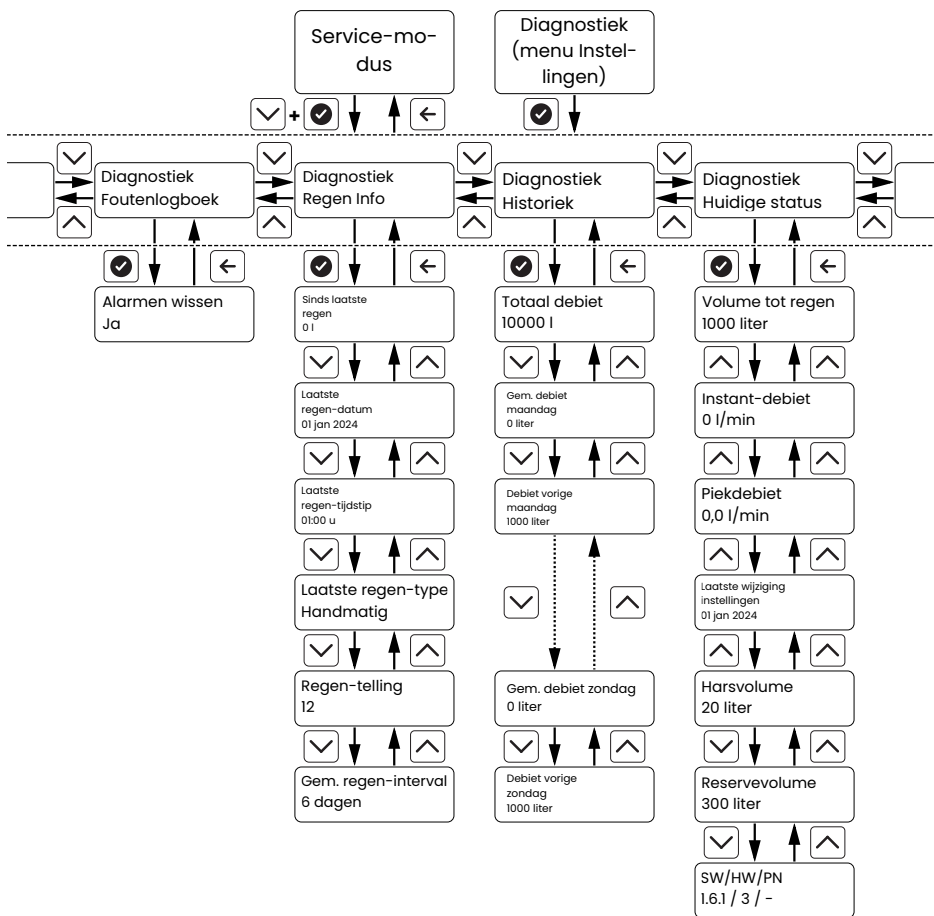 Service-mo-
dus
Diagnostiek
(menu Instel-
lingen)
+
Diagnostiek
Foutenlogboek
Diagnostiek
Regen Info
Diagnostiek
Historiek
Diagnostiek
Huidige status
Alarmen wissen
Ja
Sinds laatste
regen
0 l
Laatste
regen-datum
01 jan 2024
Laatste
regen-tijdstip
01:00 u
Laatste regen-type
Handmatig
Regen-telling
12
Gem. regen-interval
6 dagen
Totaal debiet
10000 l
Gem. debiet
maandag
0 liter
Debiet vorige
maandag
1000 liter
Gem. debiet zondag
0 liter
Debiet vorige
zondag
1000 liter
Volume tot regen
1000 liter
Instant-debiet
0 l/min
Piekdebiet
0,0 l/min
Laatste wijziging
instellingen
01 jan 2024
Harsvolume
20 liter
Reservevolume
300 liter
SW/HW/PN
1.6.1 / 3 / -